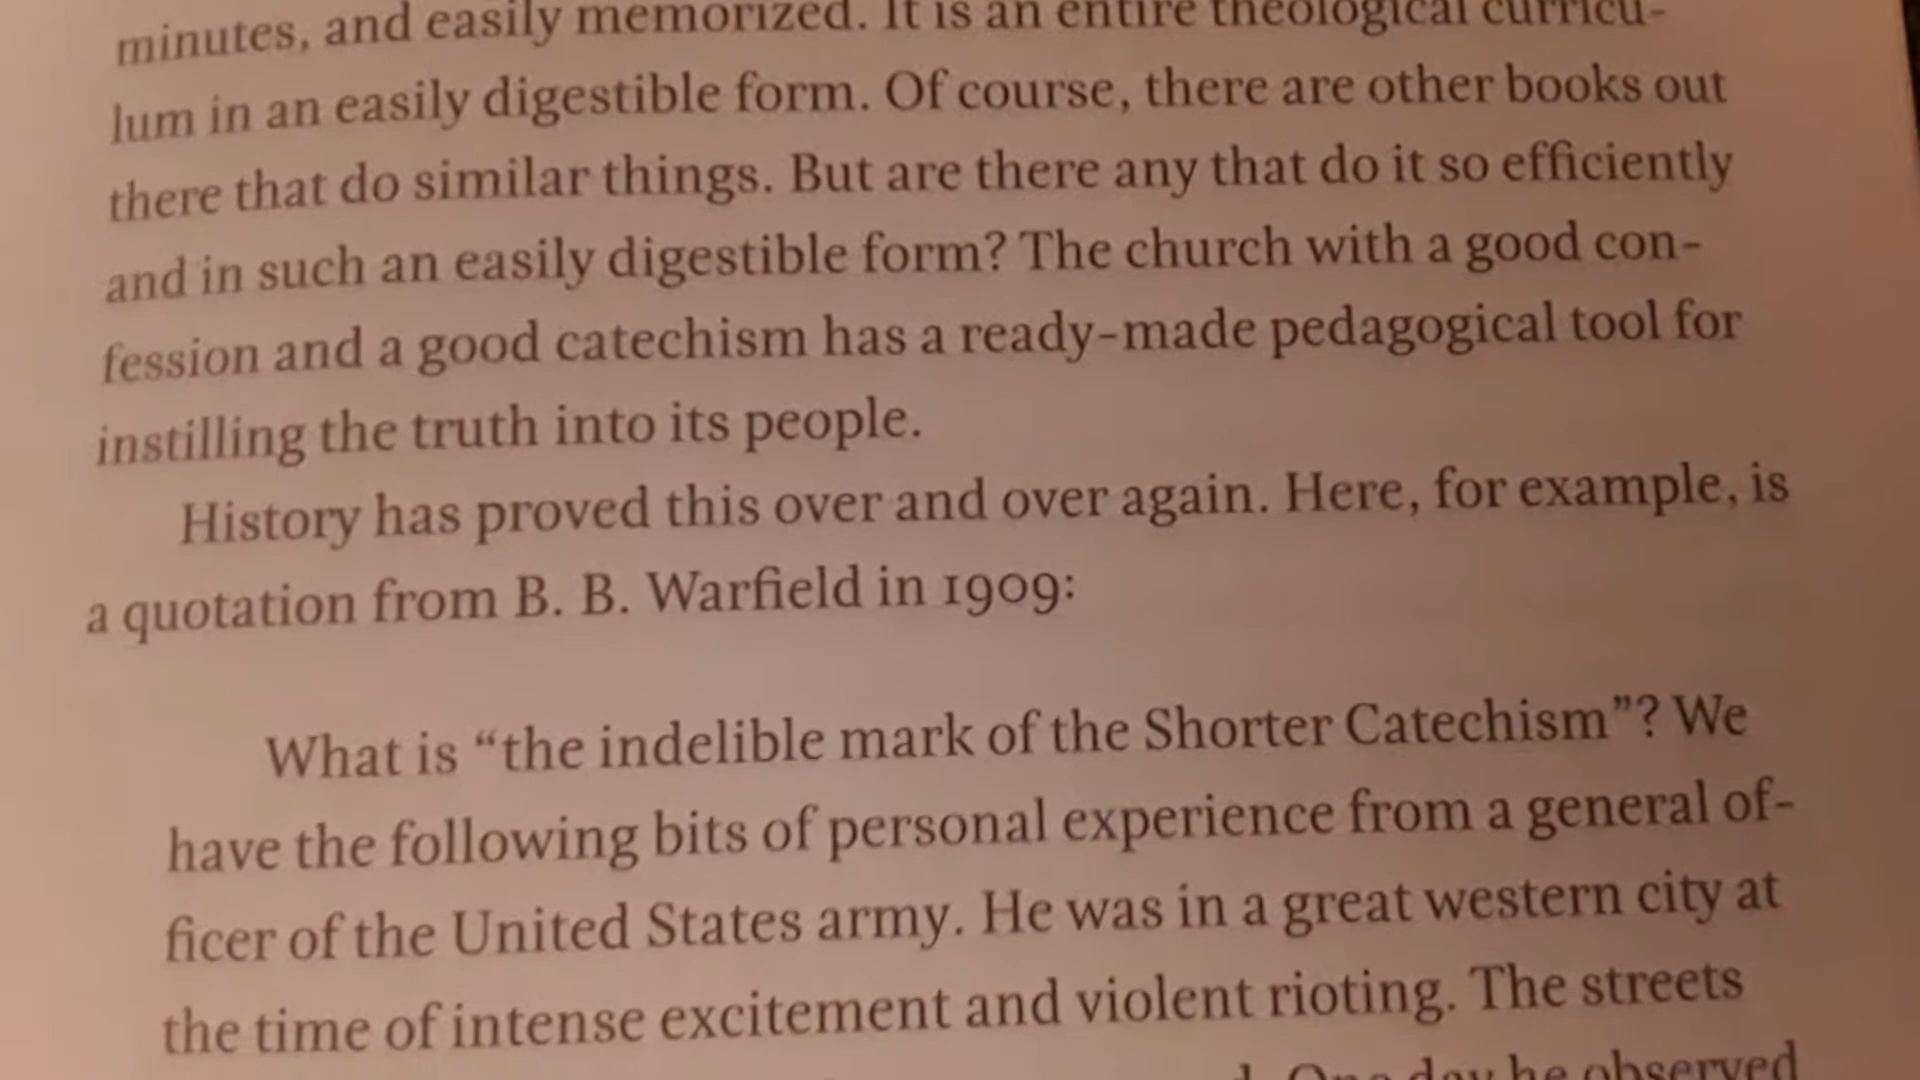 minutes, and easily memorized. It is an entire theological curricu-
lum in an easily digestible form. Of course, there are other books out
there that do similar things. But are there any that do it so efficiently
and in such an easily digestible form? The church with a good con-
fession and a good catechism has a ready-made pedagogical tool for
instilling the truth into its people.
History has proved this over and over again. Here, for example, is
a quotation from B. B. Warfield in 1909:
What is “the indelible mark of the Shorter Catechism”? We
have the following bits of personal experience from a general of-
ficer of the United States army. He was in a great western city at
the time of intense excitement and violent rioting. The streets
One day he observed